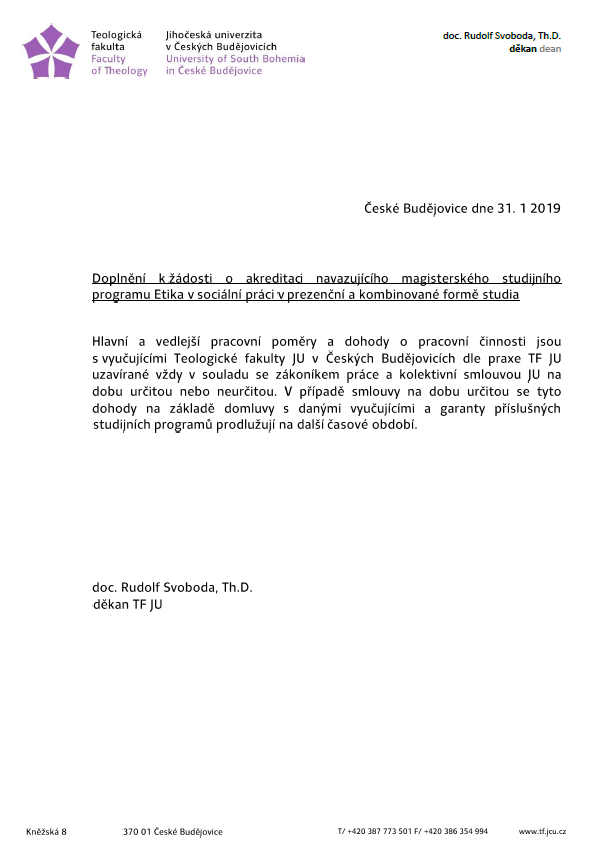 Teologická
fakulta
Faculty
of Theology
Jihočeská univerzita
v Českých Budějovicích
University of South Bohemia
in České Budějovice
doc. Rudolf Svoboda, Th.D.
děkan dean
České Budějovice dne 31. 1 2019
Doplnění k žádosti o akreditaci navazujícího magisterského studijního
programu Etika v sociální práci v prezenční a kombinované formě studia
Hlavní a vedlejší pracovní poměry a dohody o pracovní činnosti jsou
s vyučujícími Teologické fakulty JU v Českých Budějovicích dle praxe TF JU
uzavírané vždy v souladu se zákoníkem práce a kolektivní smlouvou JU na
dobu určitou nebo neurčitou. V případě smlouvy na dobu určitou se tyto
dohody na základě domluvy s danými vyučujícími a garanty příslušných
studijních programů prodlužují na další časové období.
doc. Rudolf Svoboda, Th.D.
děkan TF JU
Kněžská 8 370 01 České Budějovice T/ +420 387 773 501 F/ +420 386 354 994 www.tf.jcu.cz